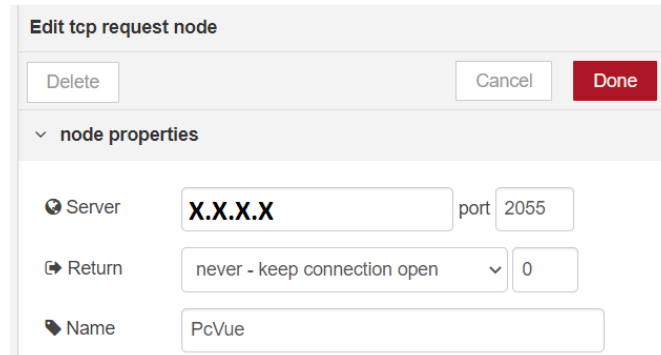 Edit tcp request node
Delete Cancel Done
node properties
Server X.X.X.X port 2055
Return never - keep connection open 0
Name PcVue